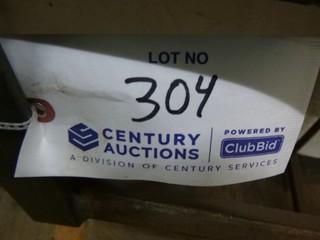 LOT NO
304
CENTURY AUCTIONS
POWERED BY
ClubBid
A DIVISION OF CENTURY SERVICES